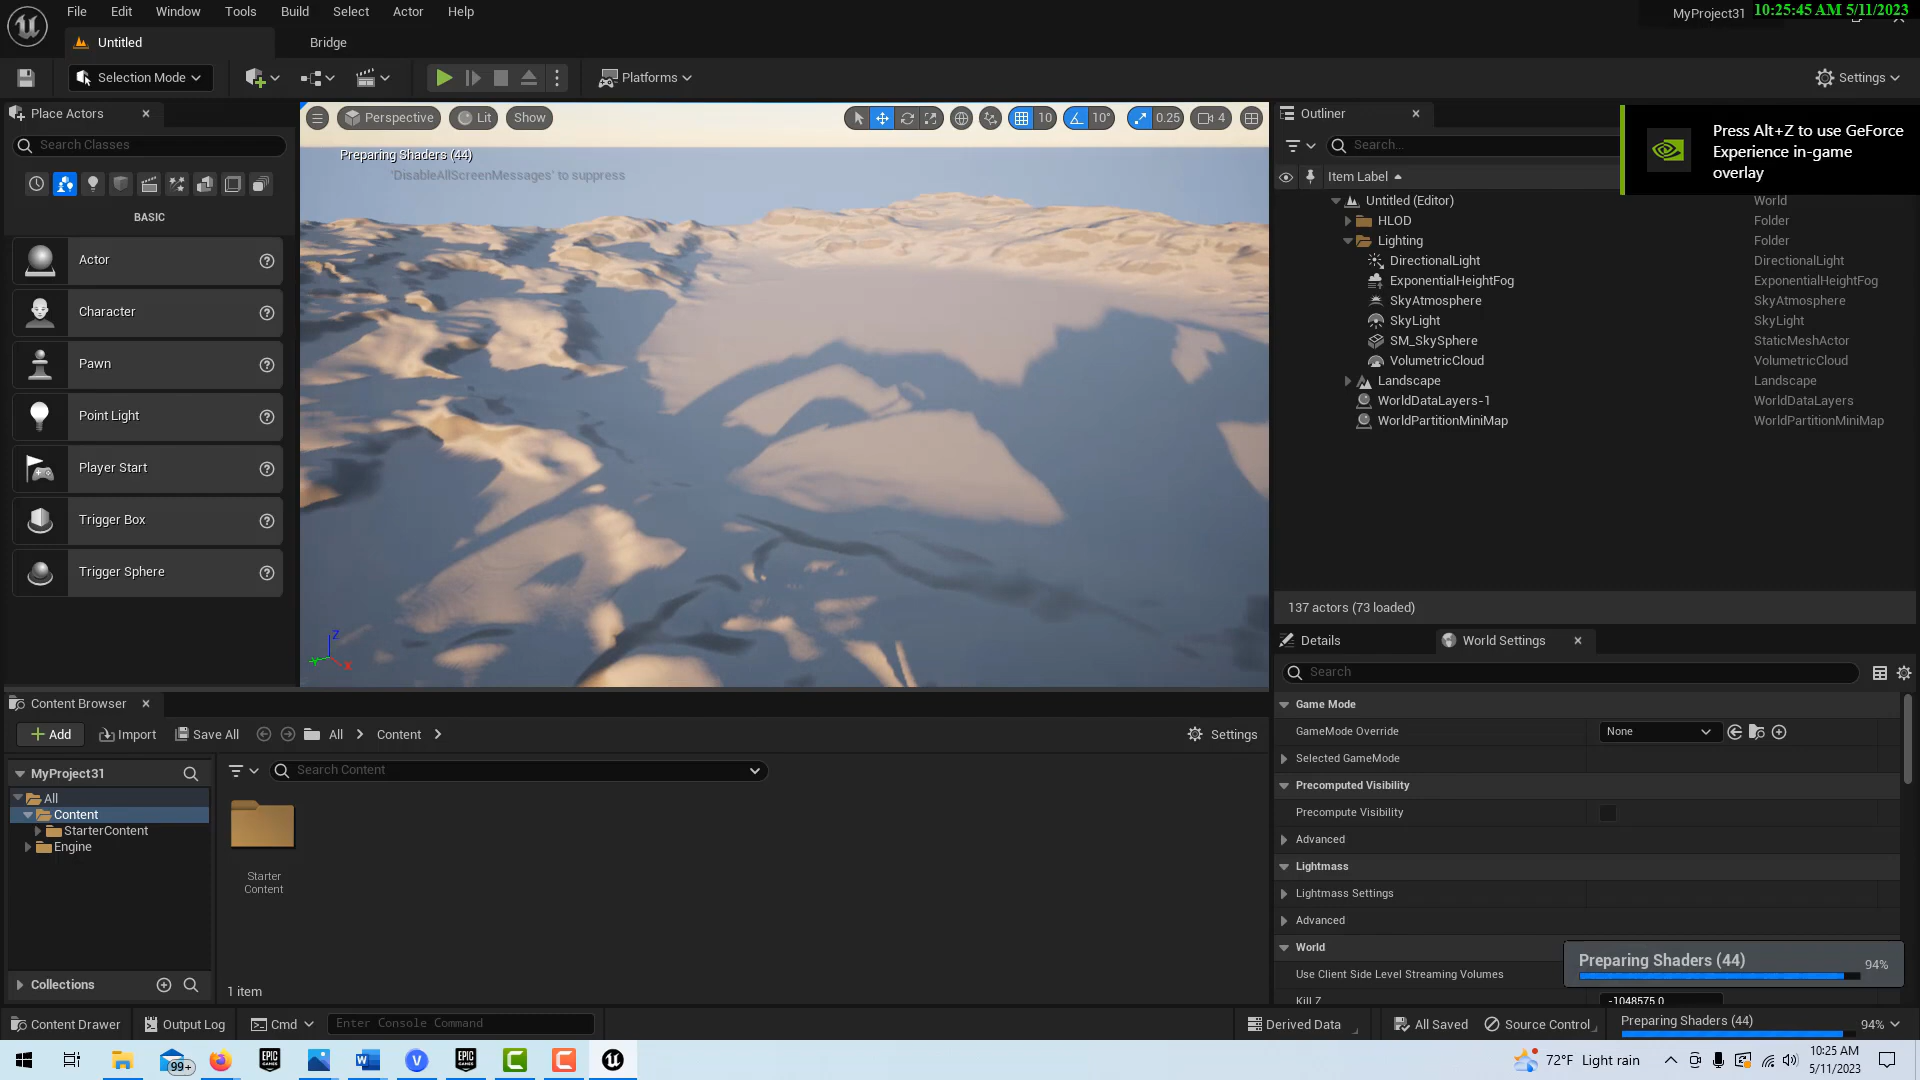 File Edit Window Tools Build Select Actor Help
MyProject31
10:25:45 AM 5/11/2023
Untitled
Bridge
Selection Mode
Platforms
Settings
Place Actors
Search Classes
BASIC
Actor
Character
Pawn
Point Light
Player Start
Trigger Box
Trigger Sphere
Perspective
Lit
Show
10
10°
0.25
4
Preparing Shaders (44)
'DisableAllScreenMessages' to suppress
Z
X
Outliner
Search...
Press Alt+Z to use GeForce
Experience in-game
overlay
Item Label
Untitled (Editor) World
HLOD Folder
Lighting Folder
DirectionalLight DirectionalLight
ExponentialHeightFog ExponentialHeightFog
SkyAtmosphere SkyAtmosphere
SkyLight SkyLight
SM_SkySphere StaticMeshActor
VolumetricCloud VolumetricCloud
Landscape Landscape
WorldDataLayers-1 WorldDataLayers
WorldPartitionMiniMap WorldPartitionMiniMap
137 actors (73 loaded)
Details
World Settings
Search
Game Mode
GameMode Override None
Selected GameMode
Precomputed Visibility
Precompute Visibility
Advanced
Lightmass
Lightmass Settings
Advanced
World
Use Client Side Level Streaming Volumes
Kill Z -1048575.0
Preparing Shaders (44)
94%
Content Browser
Add Import Save All All Content
Settings
MyProject31
All
Content
StarterContent
Engine
Collections
Search Content
Starter
Content
1 item
Content Drawer
Output Log
Cmd
Enter Console Command
Derived Data
All Saved
Source Control
Preparing Shaders (44)
94%
99+
EPIC
GAMES
EPIC
GAMES
72°F Light rain
10:25 AM
5/11/2023